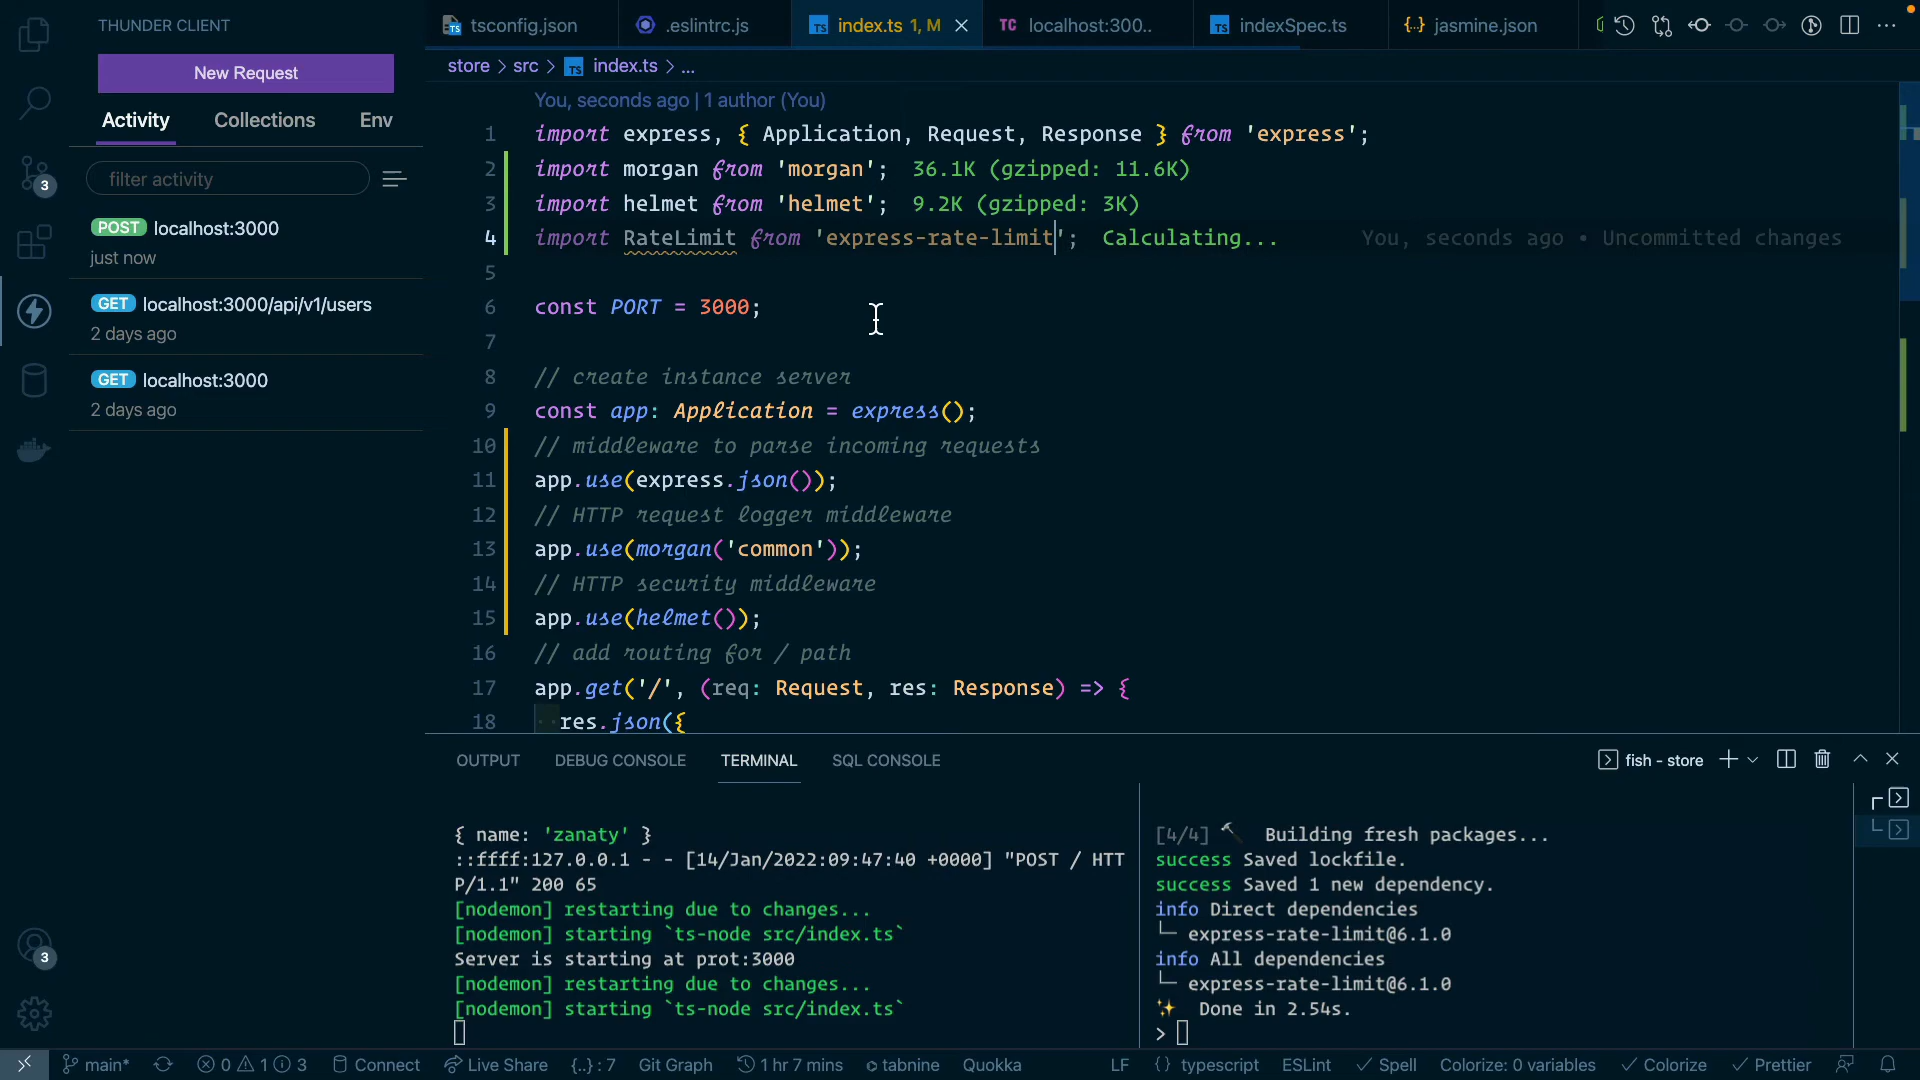 THUNDER CLIENT
New Request
Activity Collections Env
filter activity
POST localhost:3000
just now
GET localhost:3000/api/v1/users
2 days ago
GET localhost:3000
2 days ago
3
3
tsconfig.json .eslintrc.js index.ts 1, M TC localhost:300.. indexSpec.ts jasmine.json
store > src > TS index.ts > ...
You, seconds ago | 1 author (You)
1 import express, { Application, Request, Response } from 'express';
2 import morgan from 'morgan'; 36.1K (gzipped: 11.6K)
3 import helmet from 'helmet'; 9.2K (gzipped: 3K)
4 import RateLimit from 'express-rate-limit'; Calculating... You, seconds ago • Uncommitted changes
5
6 const PORT = 3000;
7
8 // create instance server
9 const app: Application = express();
10 // middleware to parse incoming requests
11 app.use(express.json());
12 // HTTP request logger middleware
13 app.use(morgan('common'));
14 // HTTP security middleware
15 app.use(helmet());
16 // add routing for / path
17 app.get('/', (req: Request, res: Response) => {
18 ··res.json({
OUTPUT DEBUG CONSOLE TERMINAL SQL CONSOLE fish - store
{ name: 'zanaty' }
::ffff:127.0.0.1 - - [14/Jan/2022:09:47:40 +0000] "POST / HTT
P/1.1" 200 65
[nodemon] restarting due to changes...
[nodemon] starting `ts-node src/index.ts`
Server is starting at prot:3000
[nodemon] restarting due to changes...
[nodemon] starting `ts-node src/index.ts`
[4/4] 🔨 Building fresh packages...
success Saved lockfile.
success Saved 1 new dependency.
info Direct dependencies
└─ express-rate-limit@6.1.0
info All dependencies
└─ express-rate-limit@6.1.0
✨ Done in 2.54s.
>
main* 0 1 3 Connect Live Share {..} : 7 Git Graph 1 hr 7 mins tabnine Quokka LF {} typescript ESLint Spell Colorize: 0 variables Colorize Prettier